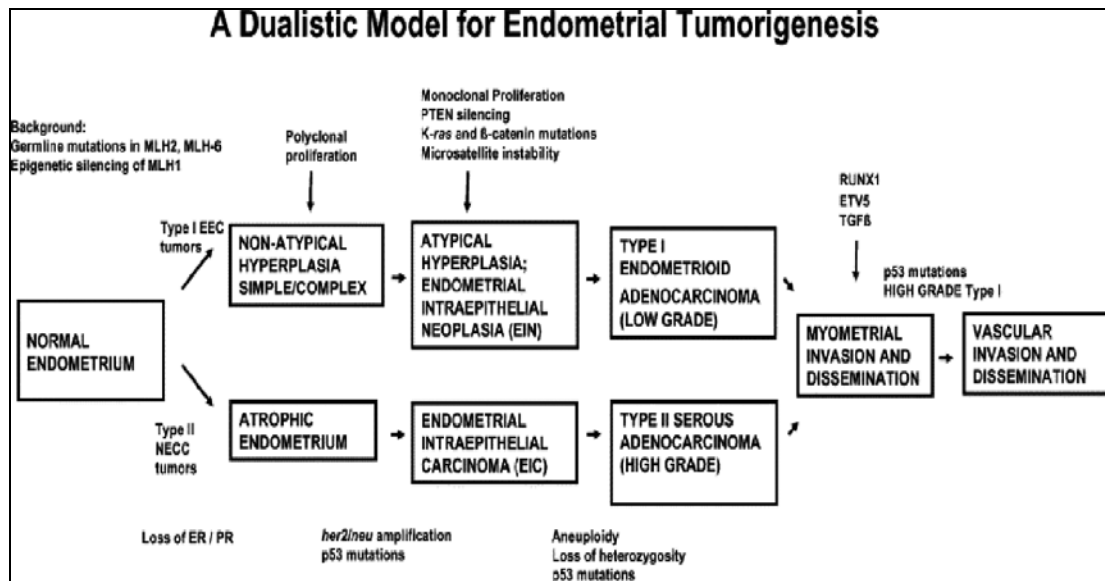 A Dualistic Model for Endometrial Tumorigenesis
Background:
Germline mutations in MLH2, MLH-6
Epigenetic silencing of MLH1
Polyclonal
proliferation
Monoclonal Proliferation
PTEN silencing
K-ras and ß-catenin mutations
Microsatellite instability
RUNX1
ETV5
TGFß
Type I EEC
tumors
NON-ATYPICAL
HYPERPLASIA
SIMPLE/COMPLEX
ATYPICAL
HYPERPLASIA;
ENDOMETRIAL
INTRAEPITHELIAL
NEOPLASIA (EIN)
TYPE I
ENDOMETRIOID
ADENOCARCINOMA
(LOW GRADE)
p53 mutations
HIGH GRADE Type I
NORMAL
ENDOMETRIUM
MYOMETRIAL
INVASION AND
DISSEMINATION
VASCULAR
INVASION AND
DISSEMINATION
Type II
NECC
tumors
ATROPHIC
ENDOMETRIUM
ENDOMETRIAL
INTRAEPITHELIAL
CARCINOMA (EIC)
TYPE II SEROUS
ADENOCARCINOMA
(HIGH GRADE)
Loss of ER / PR
her2/neu amplification
p53 mutations
Aneuploidy
Loss of heterozygosity
p53 mutations